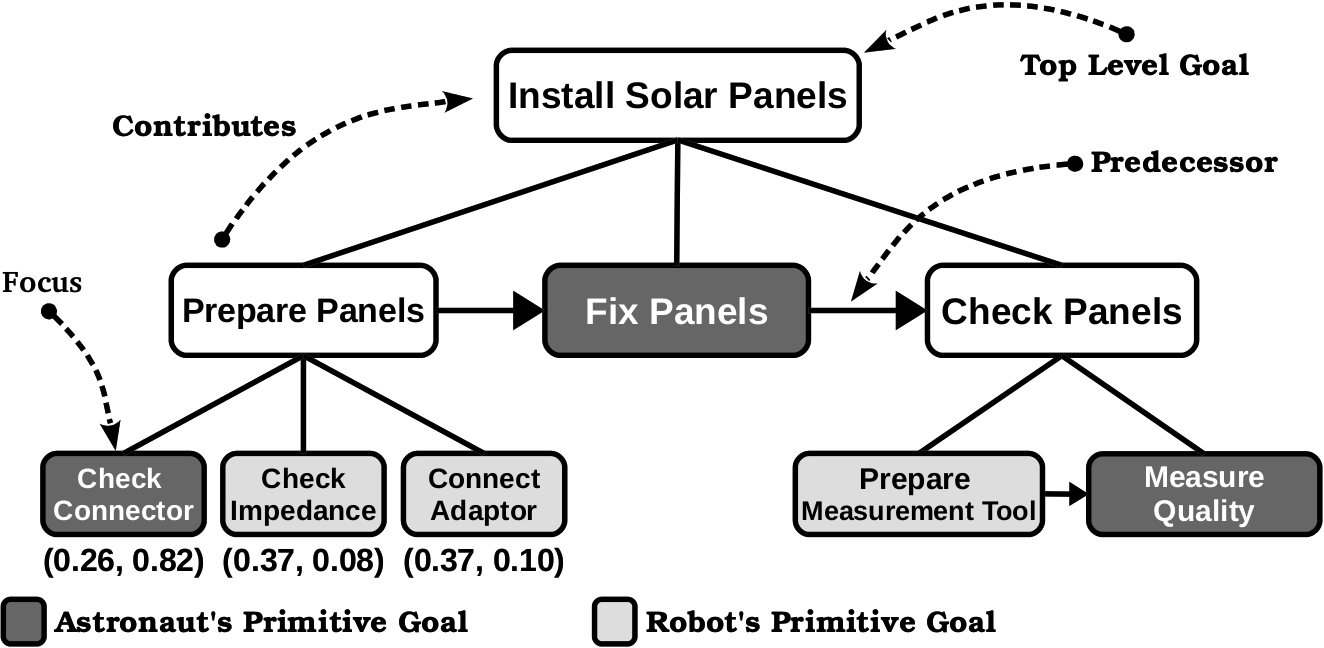 Top Level Goal
Install Solar Panels
Contributes
Predecessor
Focus
Prepare Panels
Fix Panels
Check Panels
Check
Connector
Check
Impedance
Connect
Adaptor
Prepare
Measurement Tool
Measure
Quality
(0.26, 0.82)
(0.37, 0.08)
(0.37, 0.10)
Astronaut's Primitive Goal
Robot's Primitive Goal